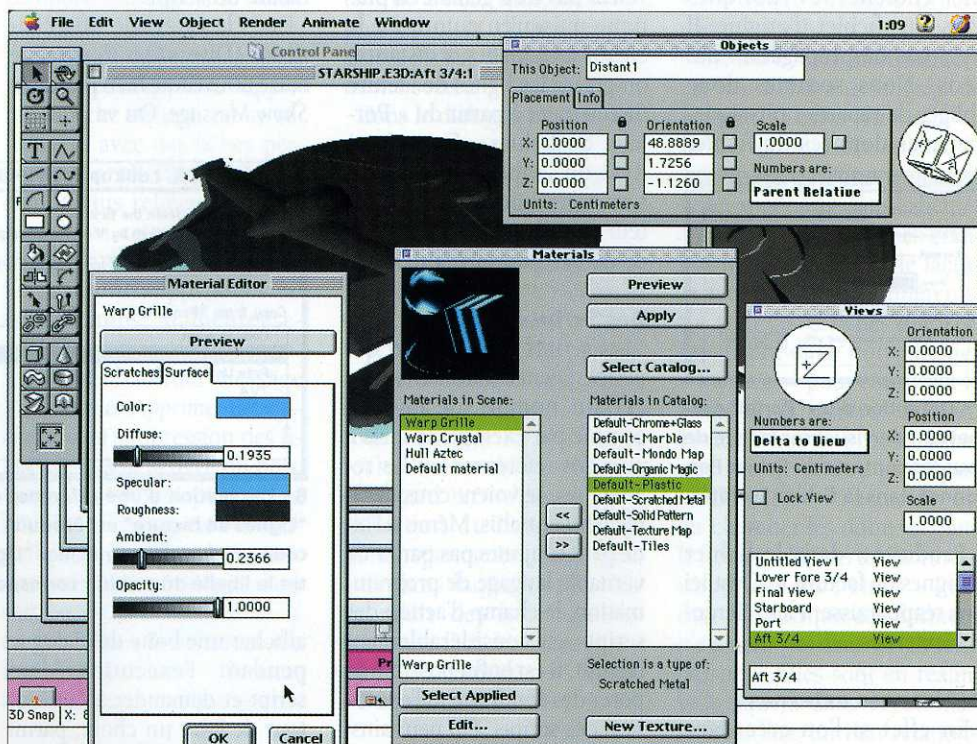 File Edit View Object Render Animate Window 1:09
Control Pane
STARSHIP.E3D:Aft 3/4:1
Objects
This Object: Distant1
Placement Info
Position Orientation Scale
X: 0.0000 48.8889 1.0000
Y: 0.0000 1.7256 Numbers are:
Z: 0.0000 -1.1260 Parent Relative
Units: Centimeters
Material Editor
Warp Grille
Preview
Scratches Surface
Color:
Diffuse:
0.1935
Specular:
Roughness:
Ambient:
0.2366
Opacity:
1.0000
OK Cancel
Materials
Preview
Apply
Select Catalog...
Materials in Scene:
Warp Grille
Warp Crystal
Hull Aztec
Default material
Materials in Catalog:
Default-Chrome+Glass
Default-Marble
Default-Mondo Map
Default-Organic Magic
Default-Plastic
Default-Scratched Metal
Default-Solid Pattern
Default-Texture Map
Default-Tiles
<<
>>
Warp Grille
Select Applied
Edit...
Selection is a type of:
Scratched Metal
New Texture...
Views
Orientation
X: 0.0000
Y: 0.0000
Z: 0.0000
Position
X: 0.0000
Y: 0.0000
Z: 0.0000
Numbers are:
Delta to View
Units: Centimeters
Lock View
Scale
1.0000
Untitled View1 View
Lower Fore 3/4 View
Final View View
Starboard View
Port View
Aft 3/4 View
Aft 3/4
Pr
3D Snap X: 8